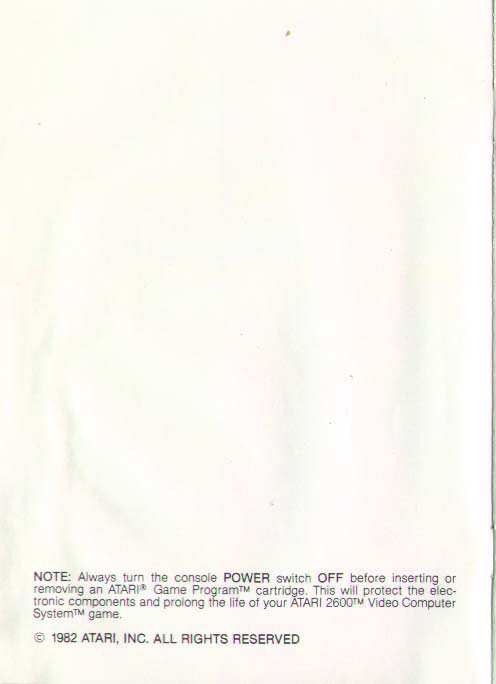 NOTE: Always turn the console POWER switch OFF before inserting or
removing an ATARI® Game Program™ cartridge. This will protect the elec-
tronic components and prolong the life of your ATARI 2600™ Video Computer
System™ game.
© 1982 ATARI, INC. ALL RIGHTS RESERVED